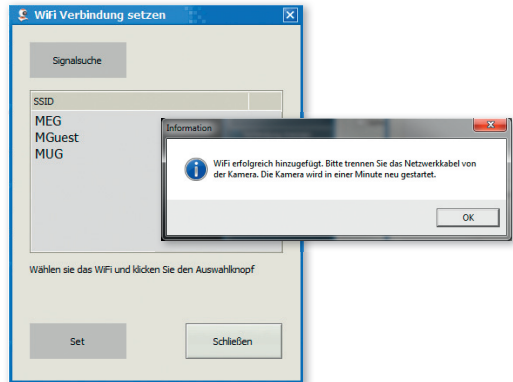 WiFi Verbindung setzen
Signalsuche
SSID
MEG
MGuest
MUG
Information
WiFi erfolgreich hinzugefügt. Bitte trennen Sie das Netzwerkkabel von
der Kamera. Die Kamera wird in einer Minute neu gestartet.
OK
Wählen sie das WiFi und klicken Sie den Auswahlknopf
Set
Schließen